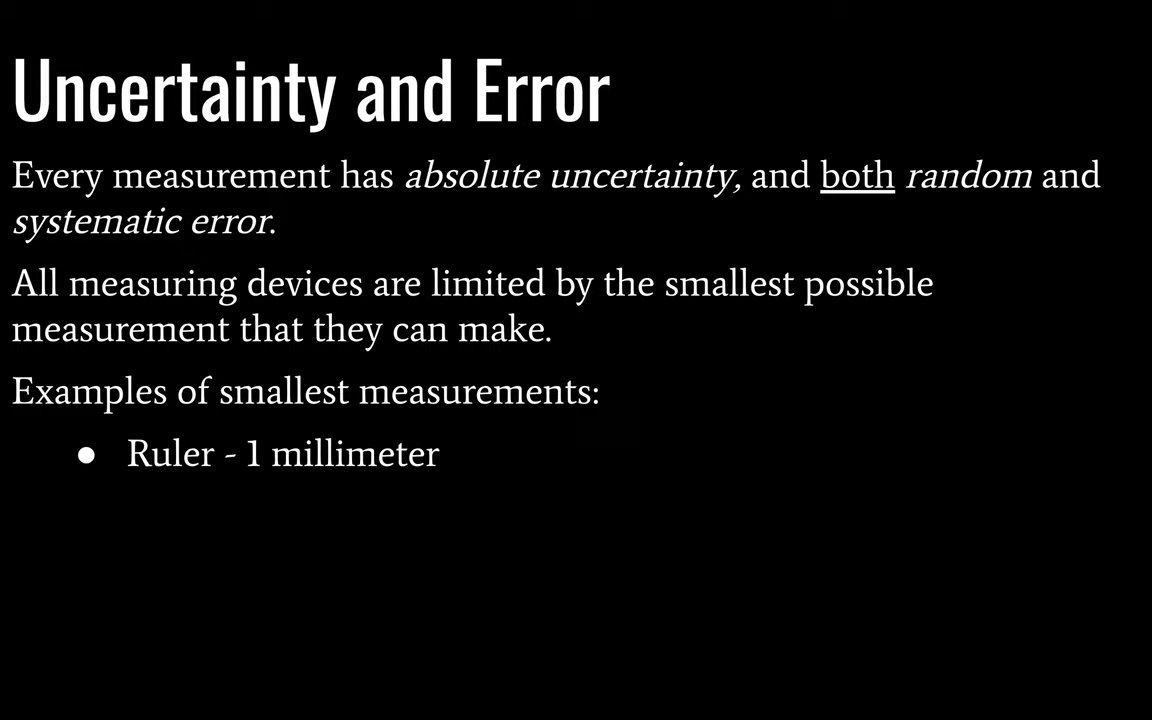 Uncertainty and Error
Every measurement has absolute uncertainty, and both random and
systematic error.
All measuring devices are limited by the smallest possible
measurement that they can make.
Examples of smallest measurements:
● Ruler - 1 millimeter